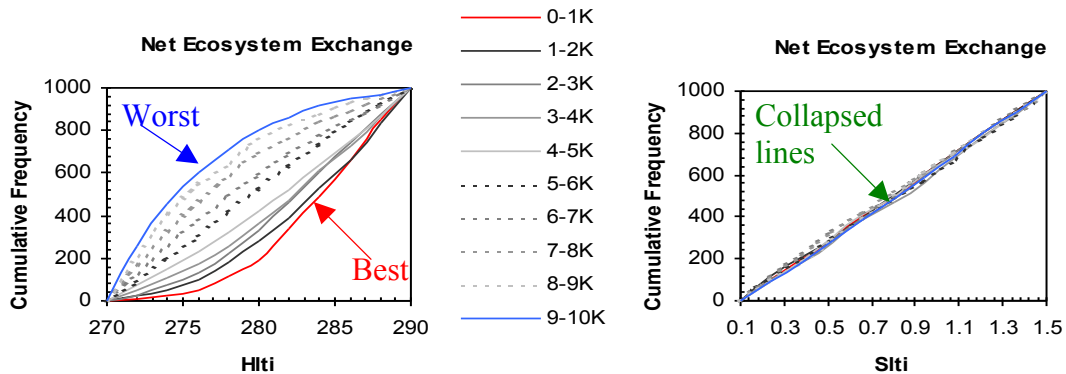 Net Ecosystem Exchange
1000
800
600
400
200
0
Cumulative Frequency
270
275
280
282
284
290
Hlti
Worst
Best
0-1K
1-2K
2-3K
3-4K
4-5K
5-6K
6-7K
7-8K
8-9K
9-10K
Net Ecosystem Exchange
1000
800
600
400
200
0
Cumulative Frequency
0.1
0.3
0.5
0.7
0.9
1.1
1.3
1.5
Slti
Collapsed
lines